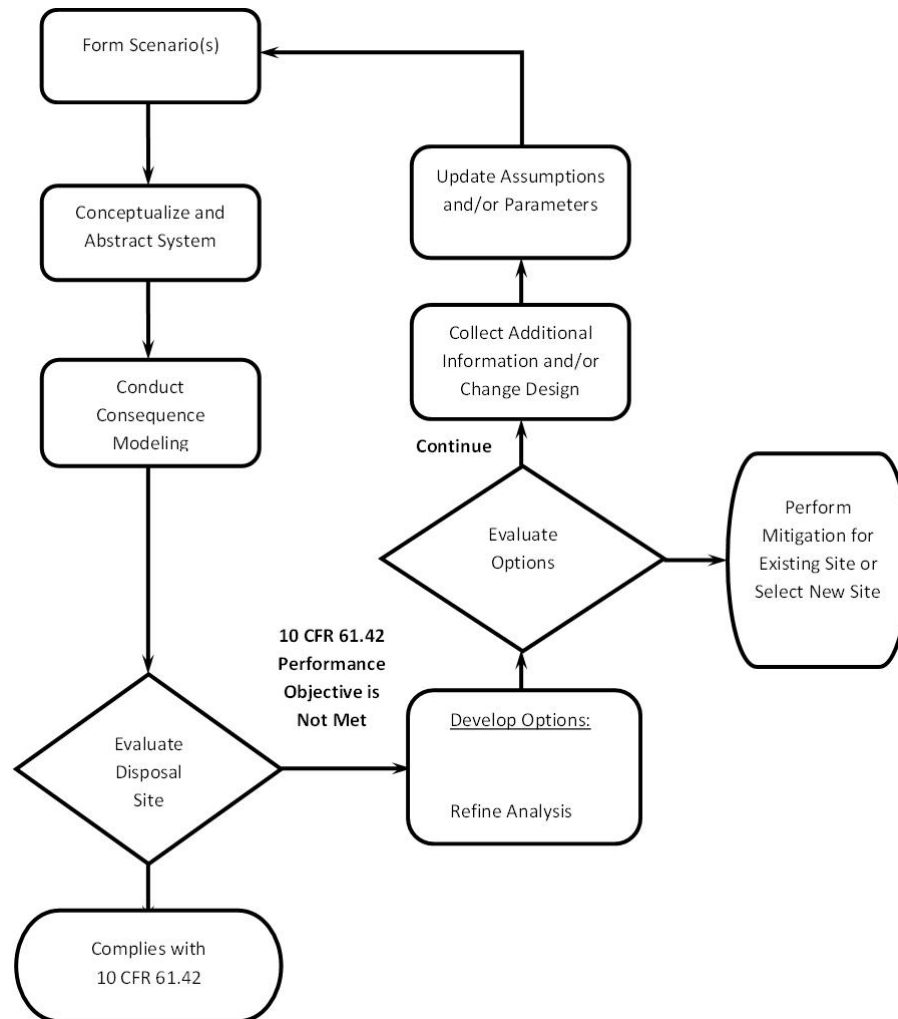 Form Scenario(s)
Conceptualize and
Abstract System
Conduct
Consequence
Modeling
Evaluate
Disposal
Site
Complies with
10 CFR 61.42
10 CFR 61.42
Performance
Objective is
Not Met
Develop Options:
Refine Analysis
Evaluate
Options
Continue
Collect Additional
Information and/or
Change Design
Update Assumptions
and/or Parameters
Perform
Mitigation for
Existing Site or
Select New Site